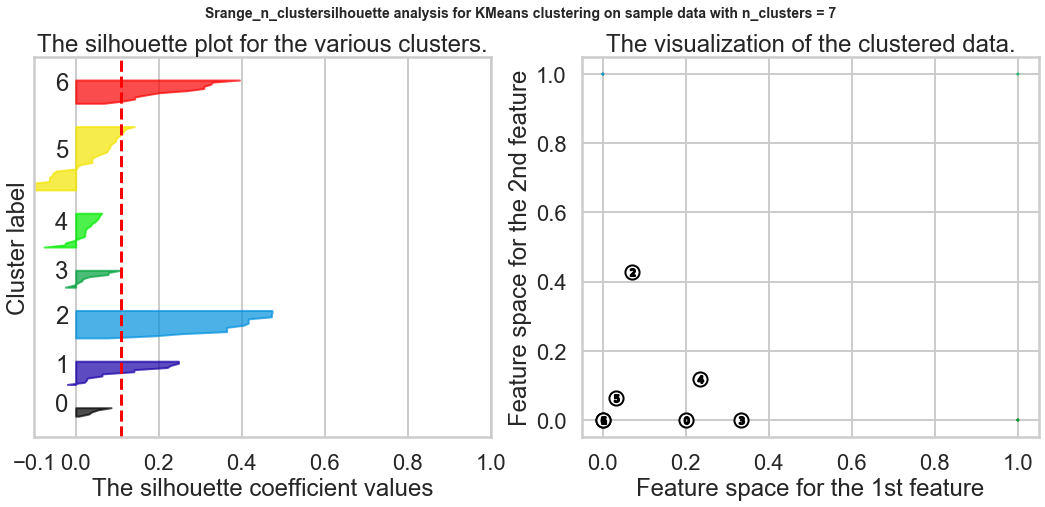 Srange_n_clustersilhouette analysis for KMeans clustering on sample data with n_clusters = 7
The silhouette plot for the various clusters.
6
5
4
3
2
1
0
Cluster label
−0.1 0.0 0.2 0.4 0.6 0.8 1.0
The silhouette coefficient values
The visualization of the clustered data.
1.0
0.8
0.6
0.4
0.2
0.0
Feature space for the 2nd feature
2
4
5
0
3
0.0 0.2 0.4 0.6 0.8 1.0
Feature space for the 1st feature